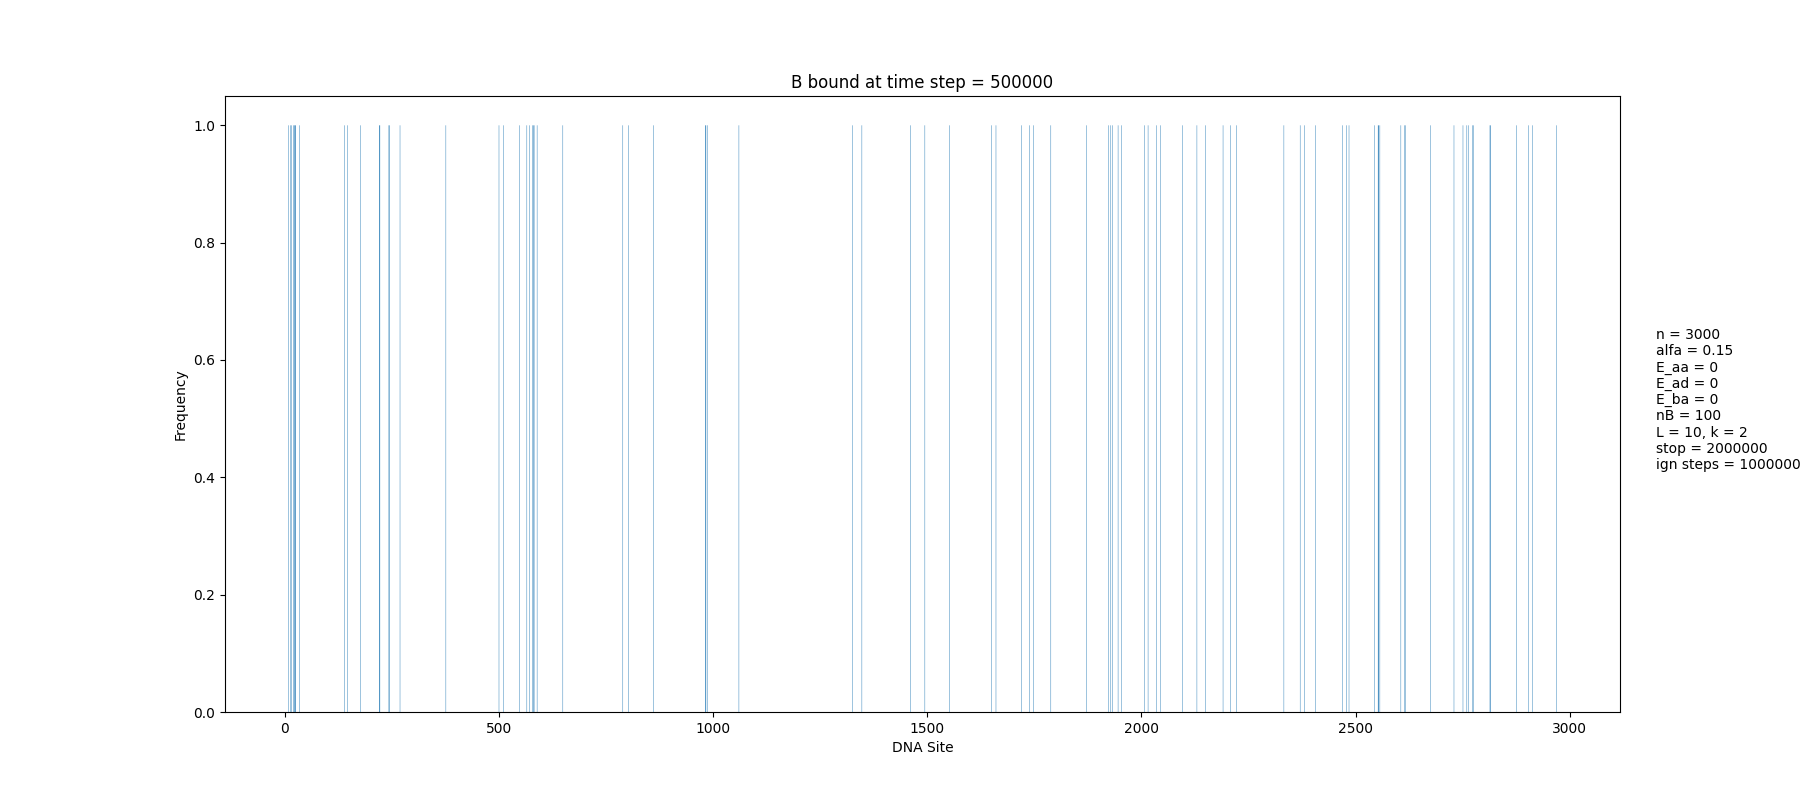 B bound at time step = 500000
1.0
0.8
0.6
0.4
0.2
0.0
Frequency
0 500 1000 1500 2000 2500 3000
DNA Site
n = 3000
alfa = 0.15
E_aa = 0
E_ad = 0
E_ba = 0
nB = 100
L = 10, k = 2
stop = 2000000
ign steps = 1000000